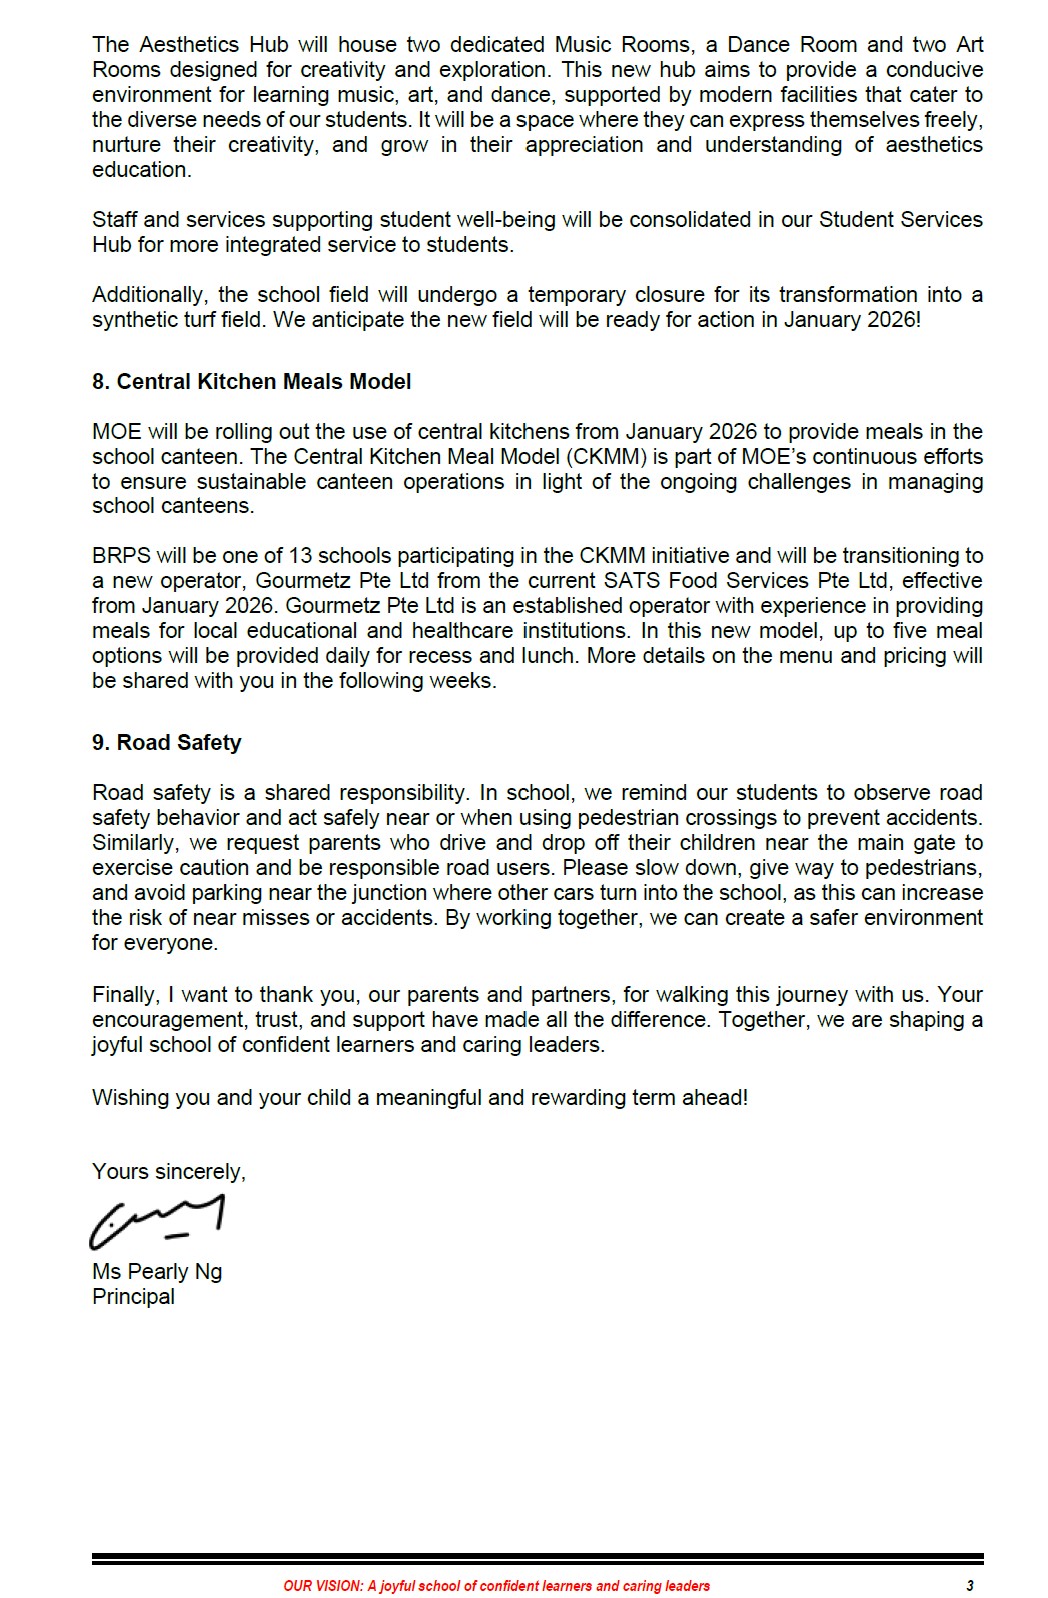 The Aesthetics Hub will house two dedicated Music Rooms, a Dance Room and two Art
Rooms designed for creativity and exploration. This new hub aims to provide a conducive
environment for learning music, art, and dance, supported by modern facilities that cater to
the diverse needs of our students. It will be a space where they can express themselves freely,
nurture their creativity, and grow in their appreciation and understanding of aesthetics
education.
Staff and services supporting student well-being will be consolidated in our Student Services
Hub for more integrated service to students.
Additionally, the school field will undergo a temporary closure for its transformation into a
synthetic turf field. We anticipate the new field will be ready for action in January 2026!
8. Central Kitchen Meals Model
MOE will be rolling out the use of central kitchens from January 2026 to provide meals in the
school canteen. The Central Kitchen Meal Model (CKMM) is part of MOE’s continuous efforts
to ensure sustainable canteen operations in light of the ongoing challenges in managing
school canteens.
BRPS will be one of 13 schools participating in the CKMM initiative and will be transitioning to
a new operator, Gourmetz Pte Ltd from the current SATS Food Services Pte Ltd, effective
from January 2026. Gourmetz Pte Ltd is an established operator with experience in providing
meals for local educational and healthcare institutions. In this new model, up to five meal
options will be provided daily for recess and lunch. More details on the menu and pricing will
be shared with you in the following weeks.
9. Road Safety
Road safety is a shared responsibility. In school, we remind our students to observe road
safety behavior and act safely near or when using pedestrian crossings to prevent accidents.
Similarly, we request parents who drive and drop off their children near the main gate to
exercise caution and be responsible road users. Please slow down, give way to pedestrians,
and avoid parking near the junction where other cars turn into the school, as this can increase
the risk of near misses or accidents. By working together, we can create a safer environment
for everyone.
Finally, I want to thank you, our parents and partners, for walking this journey with us. Your
encouragement, trust, and support have made all the difference. Together, we are shaping a
joyful school of confident learners and caring leaders.
Wishing you and your child a meaningful and rewarding term ahead!
Yours sincerely,
Ms Pearly Ng
Principal
OUR VISION: A joyful school of confident learners and caring leaders 3